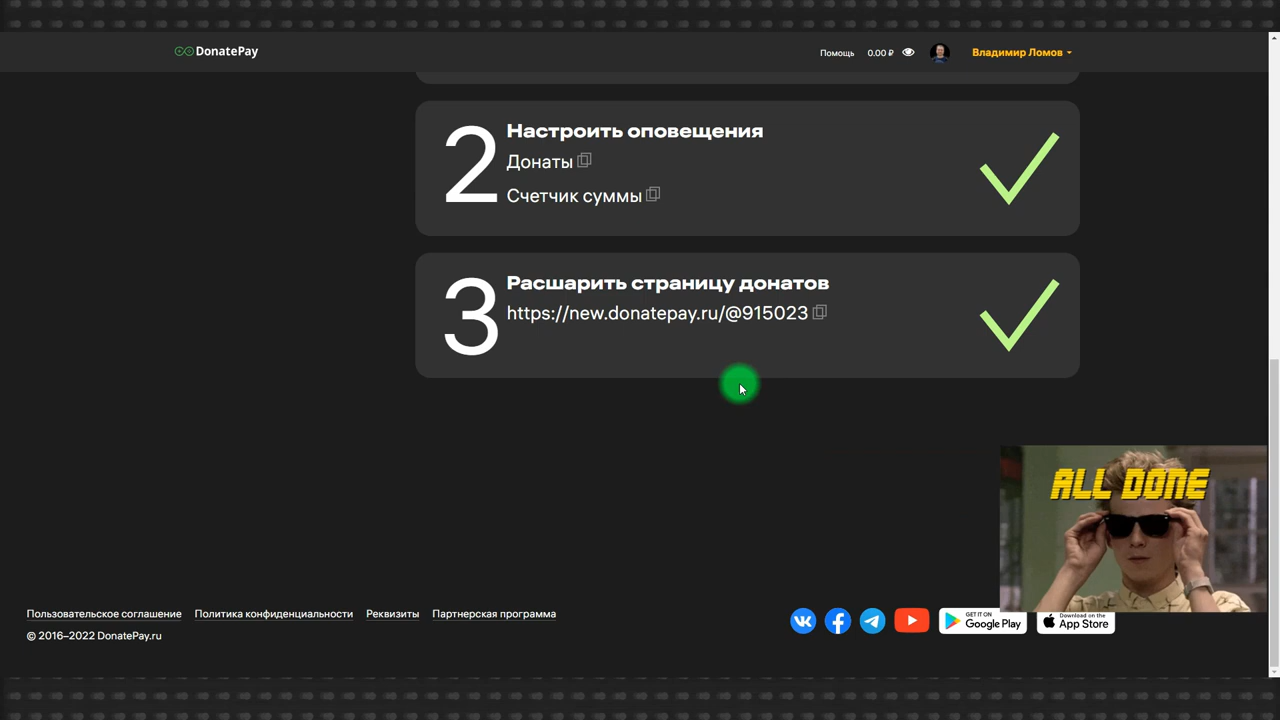 DonatePay
Помощь
0.00 ₽
Владимир Ломов
2
Настроить оповещения
Донаты
Счетчик суммы
3
Расшарить страницу донатов
https://new.donatepay.ru/@915023
ALL DONE
Пользовательское соглашение
Политика конфиденциальности
Реквизиты
Партнерская программа
GET IT ON
Google Play
Download on the
App Store
© 2016–2022 DonatePay.ru